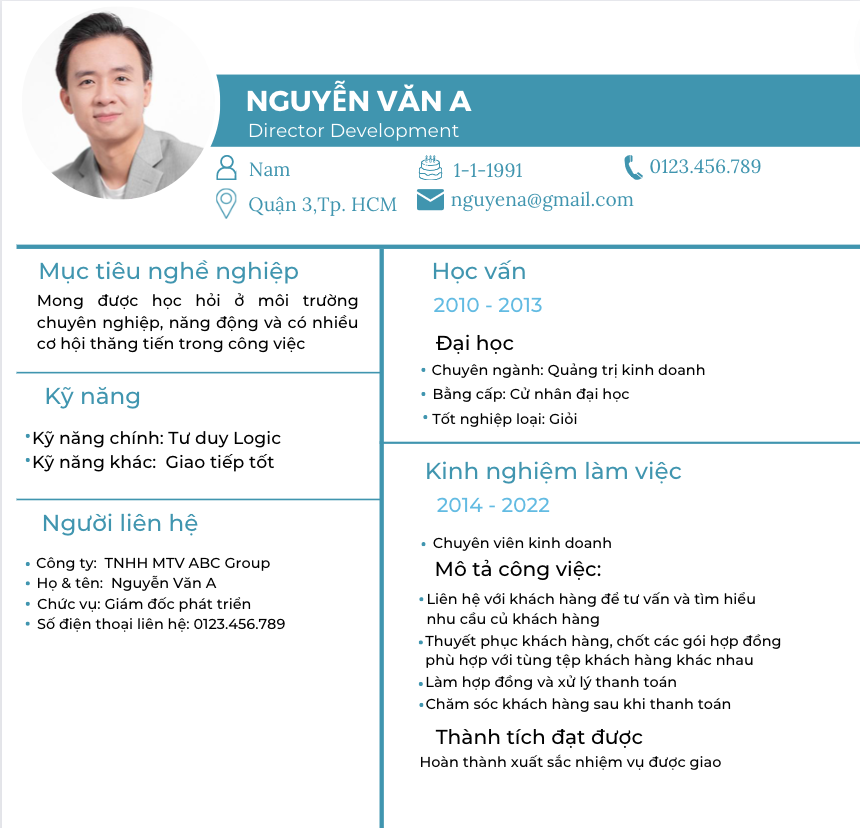 NGUYỄN VĂN A
Director Development
Nam
1-1-1991
0123.456.789
Quận 3,Tp. HCM
nguyena@gmail.com
Mục tiêu nghề nghiệp
Mong được học hỏi ở môi trường
chuyên nghiệp, năng động và có nhiều
cơ hội thăng tiến trong công việc
Kỹ năng
• Kỹ năng chính: Tư duy Logic
• Kỹ năng khác: Giao tiếp tốt
Người liên hệ
• Công ty: TNHH MTV ABC Group
• Họ & tên: Nguyễn Văn A
• Chức vụ: Giám đốc phát triển
• Số điện thoại liên hệ: 0123.456.789
Học vấn
2010 - 2013
Đại học
• Chuyên ngành: Quảng trị kinh doanh
• Bằng cấp: Cử nhân đại học
• Tốt nghiệp loại: Giỏi
Kinh nghiệm làm việc
2014 - 2022
• Chuyên viên kinh doanh
Mô tả công việc:
• Liên hệ với khách hàng để tư vấn và tìm hiểu
nhu cầu củ khách hàng
• Thuyết phục khách hàng, chốt các gói hợp đồng
phù hợp với tùng tệp khách hàng khác nhau
• Làm hợp đồng và xử lý thanh toán
• Chăm sóc khách hàng sau khi thanh toán
Thành tích đạt được
Hoàn thành xuất sắc nhiệm vụ được giao